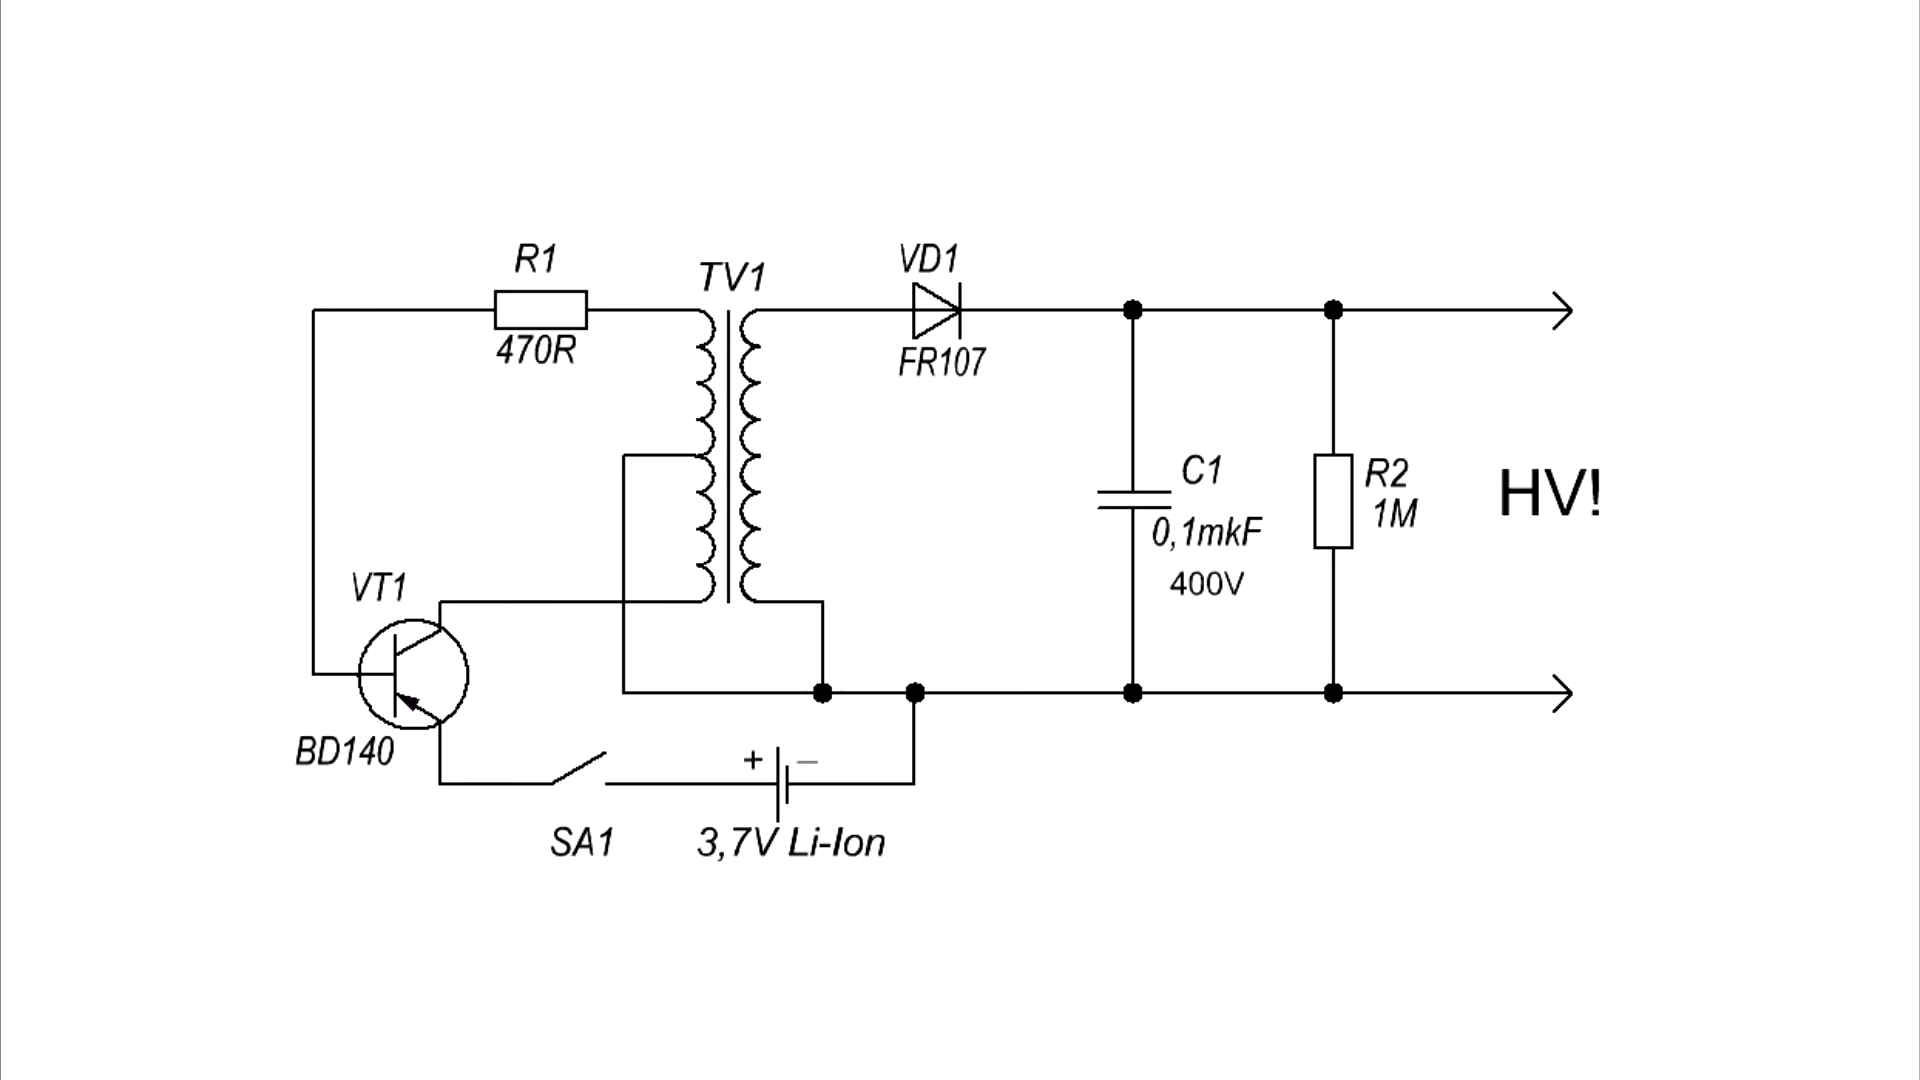 R1
470R
TV1
VD1
FR107
C1
0,1mkF
400V
R2
1M
HV!
VT1
BD140
SA1
+ –
3,7V Li-Ion